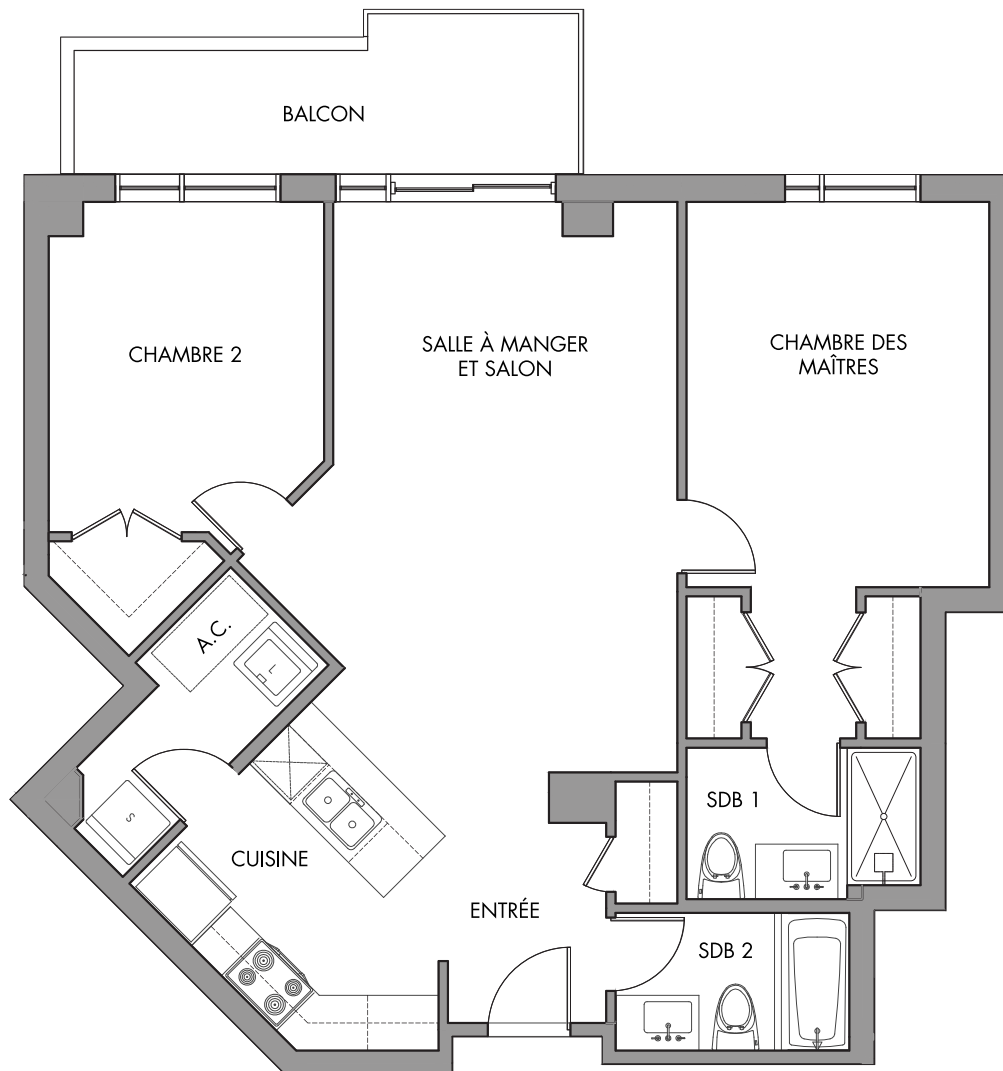 BALCON
CHAMBRE 2
SALLE À MANGER
ET SALON
CHAMBRE DES
MAÎTRES
A.C.
L
S
SDB 1
CUISINE
ENTRÉE
SDB 2